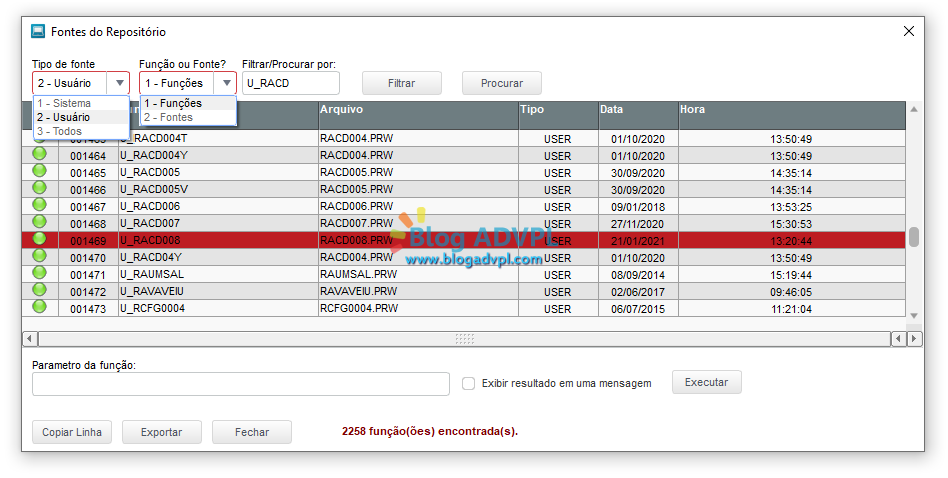 Fontes do Repositório
Tipo de fonte Função ou Fonte? Filtrar/Procurar por:
2 - Usuário 1 - Funções U_RACD Filtrar Procurar
1 - Sistema 1 - Funções
2 - Usuário 2 - Fontes
3 - Todos
Arquivo Tipo Data Hora
U_RACD004T RACD004.PRW USER 01/10/2020 13:50:49
001464 U_RACD004Y RACD004.PRW USER 01/10/2020 13:50:49
001465 U_RACD005 RACD005.PRW USER 30/09/2020 14:35:14
001466 U_RACD005V RACD005.PRW USER 30/09/2020 14:35:14
001467 U_RACD006 RACD006.PRW USER 09/01/2018 13:53:25
001468 U_RACD007 RACD007.PRW USER 27/11/2020 15:30:53
001469 U_RACD008 RACD008.PRW USER 21/01/2021 13:20:44
001470 U_RACD04Y RACD004.PRW USER 01/10/2020 13:50:49
001471 U_RAUMSAL RAUMSAL.PRW USER 08/09/2014 15:19:44
001472 U_RAVAVEIU RAVAVEIU.PRW USER 02/06/2017 09:46:05
001473 U_RCFG0004 RCFG0004.PRW USER 06/07/2015 11:21:04
Blog ADVPL
www.blogadvpl.com
Parametro da função:
Exibir resultado em uma mensagem Executar
Copiar Linha Exportar Fechar 2258 função(ões) encontrada(s).